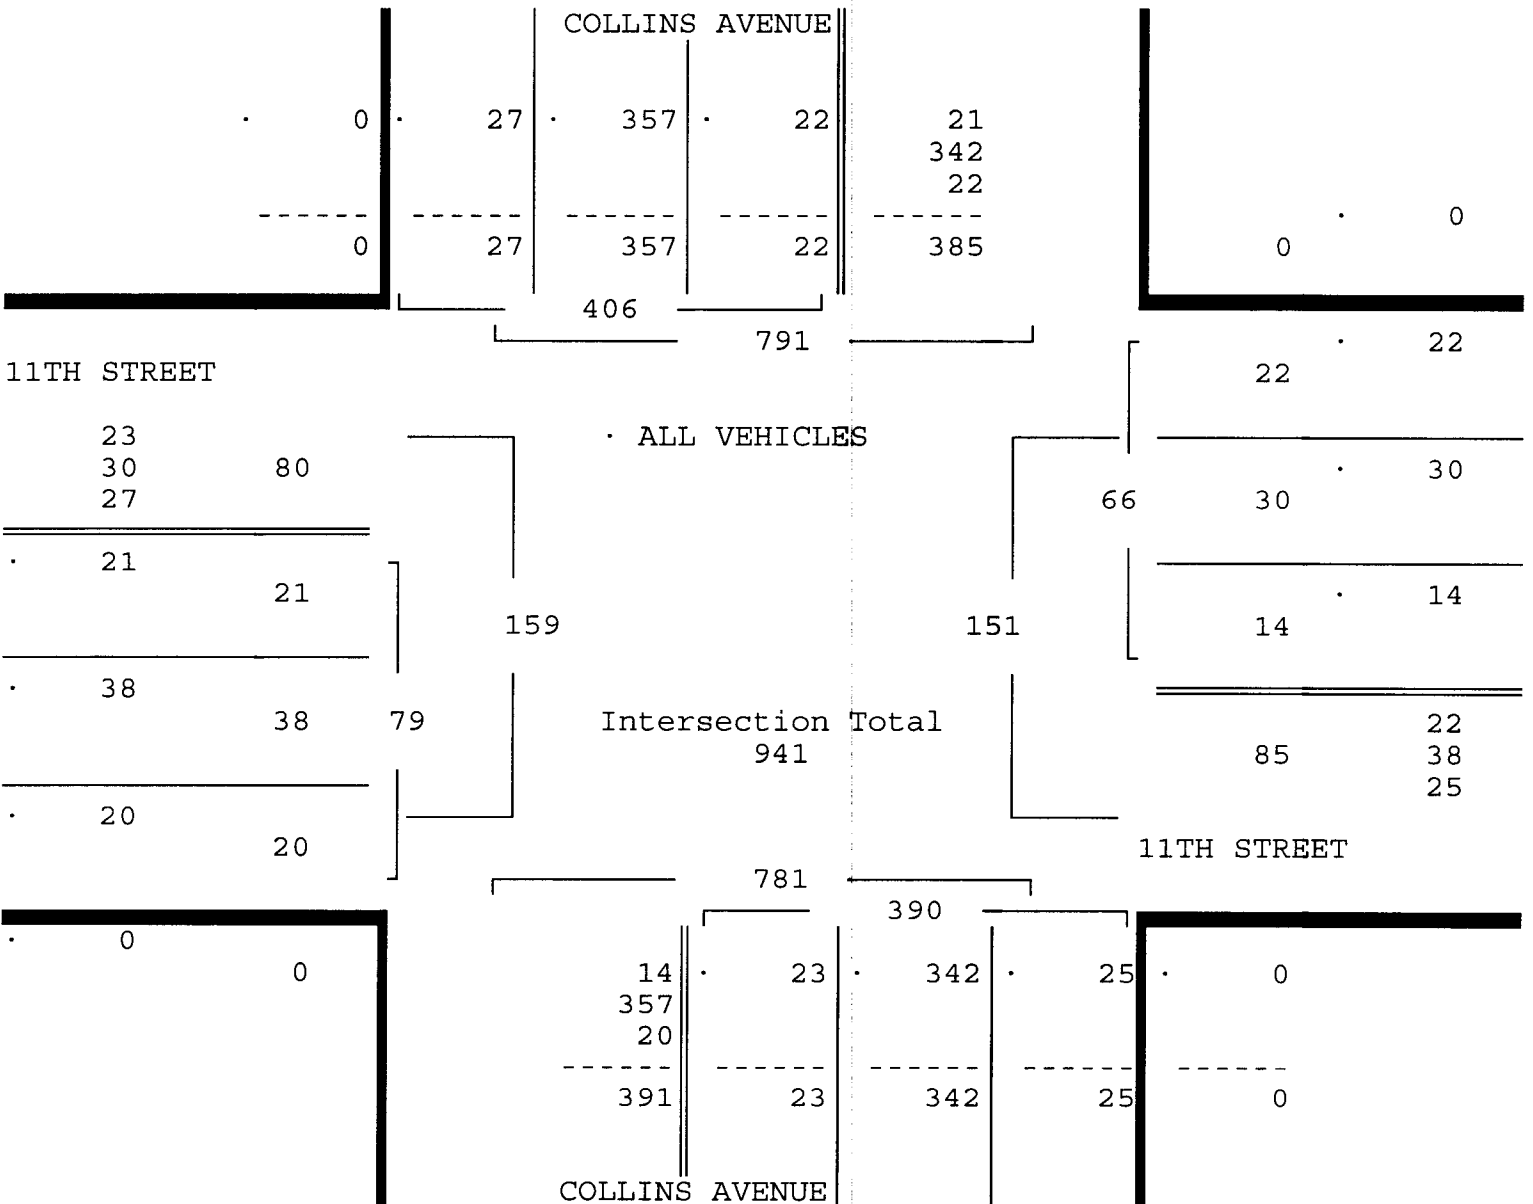 COLLINS AVENUE
· 0 · 27 · 357 · 22 21
342
22
------ ------ ------ ------ ------
· 0
0 27 357 22 385 0
406
791 · 22
11TH STREET 22
23 · ALL VEHICLES
30 80 · 30
27 66 30
· 21
21 · 14
159 151 14
· 38
38 79 Intersection Total 22
941 85 38
25
· 20
20 11TH STREET
781
390
· 0
0 14 · 23 · 342 · 25 · 0
357
20
------ ------ ------ ------ ------
391 23 342 25 0
COLLINS AVENUE